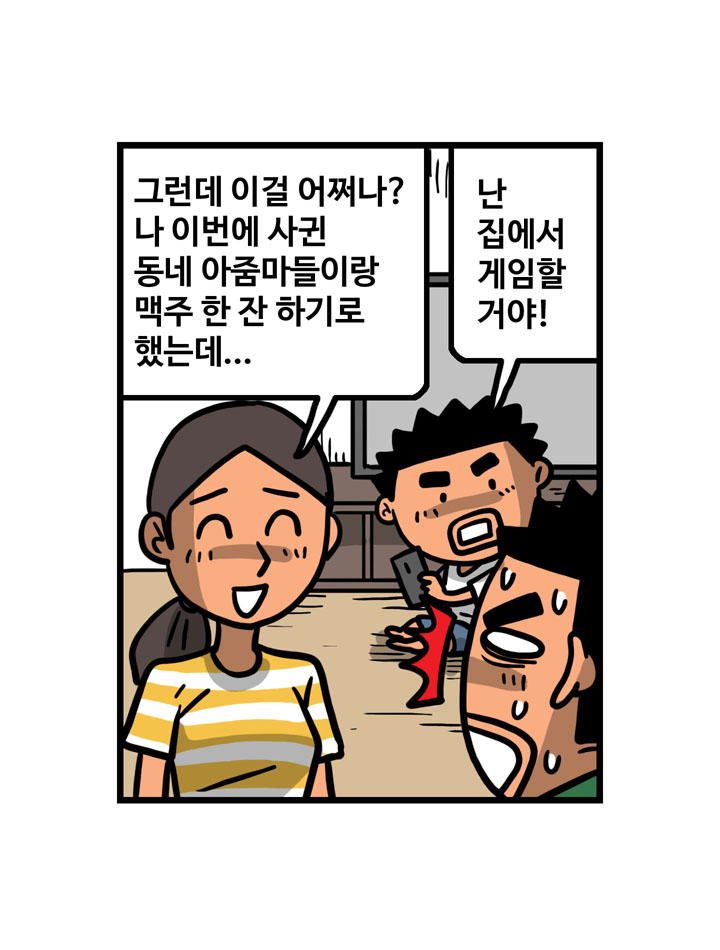 그런데 이걸 어쩌나?
나 이번에 사귄
동네 아줌마들이랑
맥주 한 잔 하기로
했는데...
난
집에서
게임할
거야!